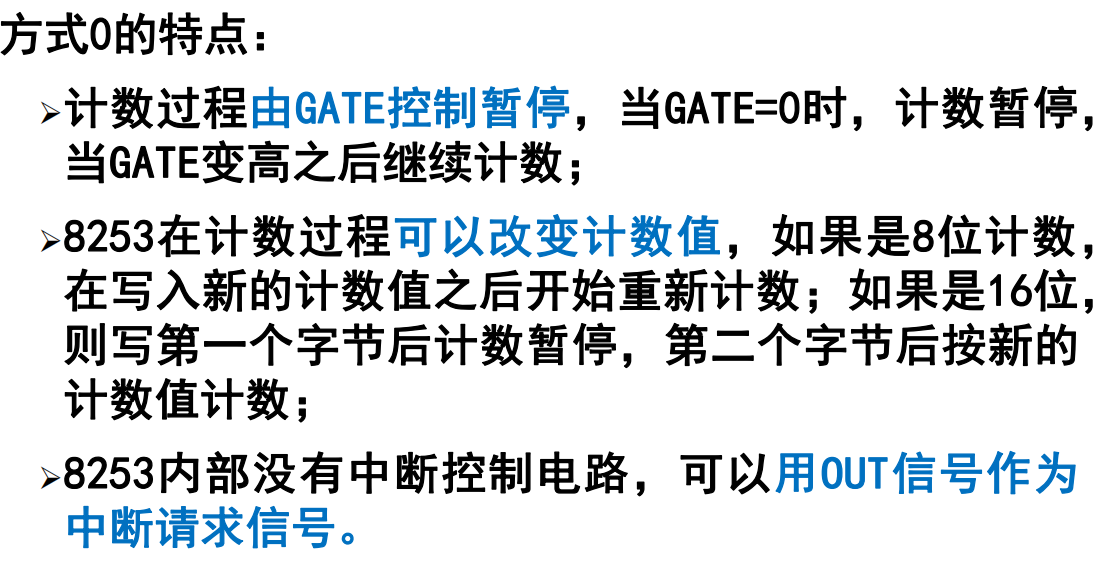 方式0的特点：
➢计数过程由GATE控制暂停，当GATE=0时，计数暂停，
当GATE变高之后继续计数；
➢8253在计数过程可以改变计数值，如果是8位计数，
在写入新的计数值之后开始重新计数；如果是16位，
则写第一个字节后计数暂停，第二个字节后按新的
计数值计数；
➢8253内部没有中断控制电路，可以用OUT信号作为
中断请求信号。